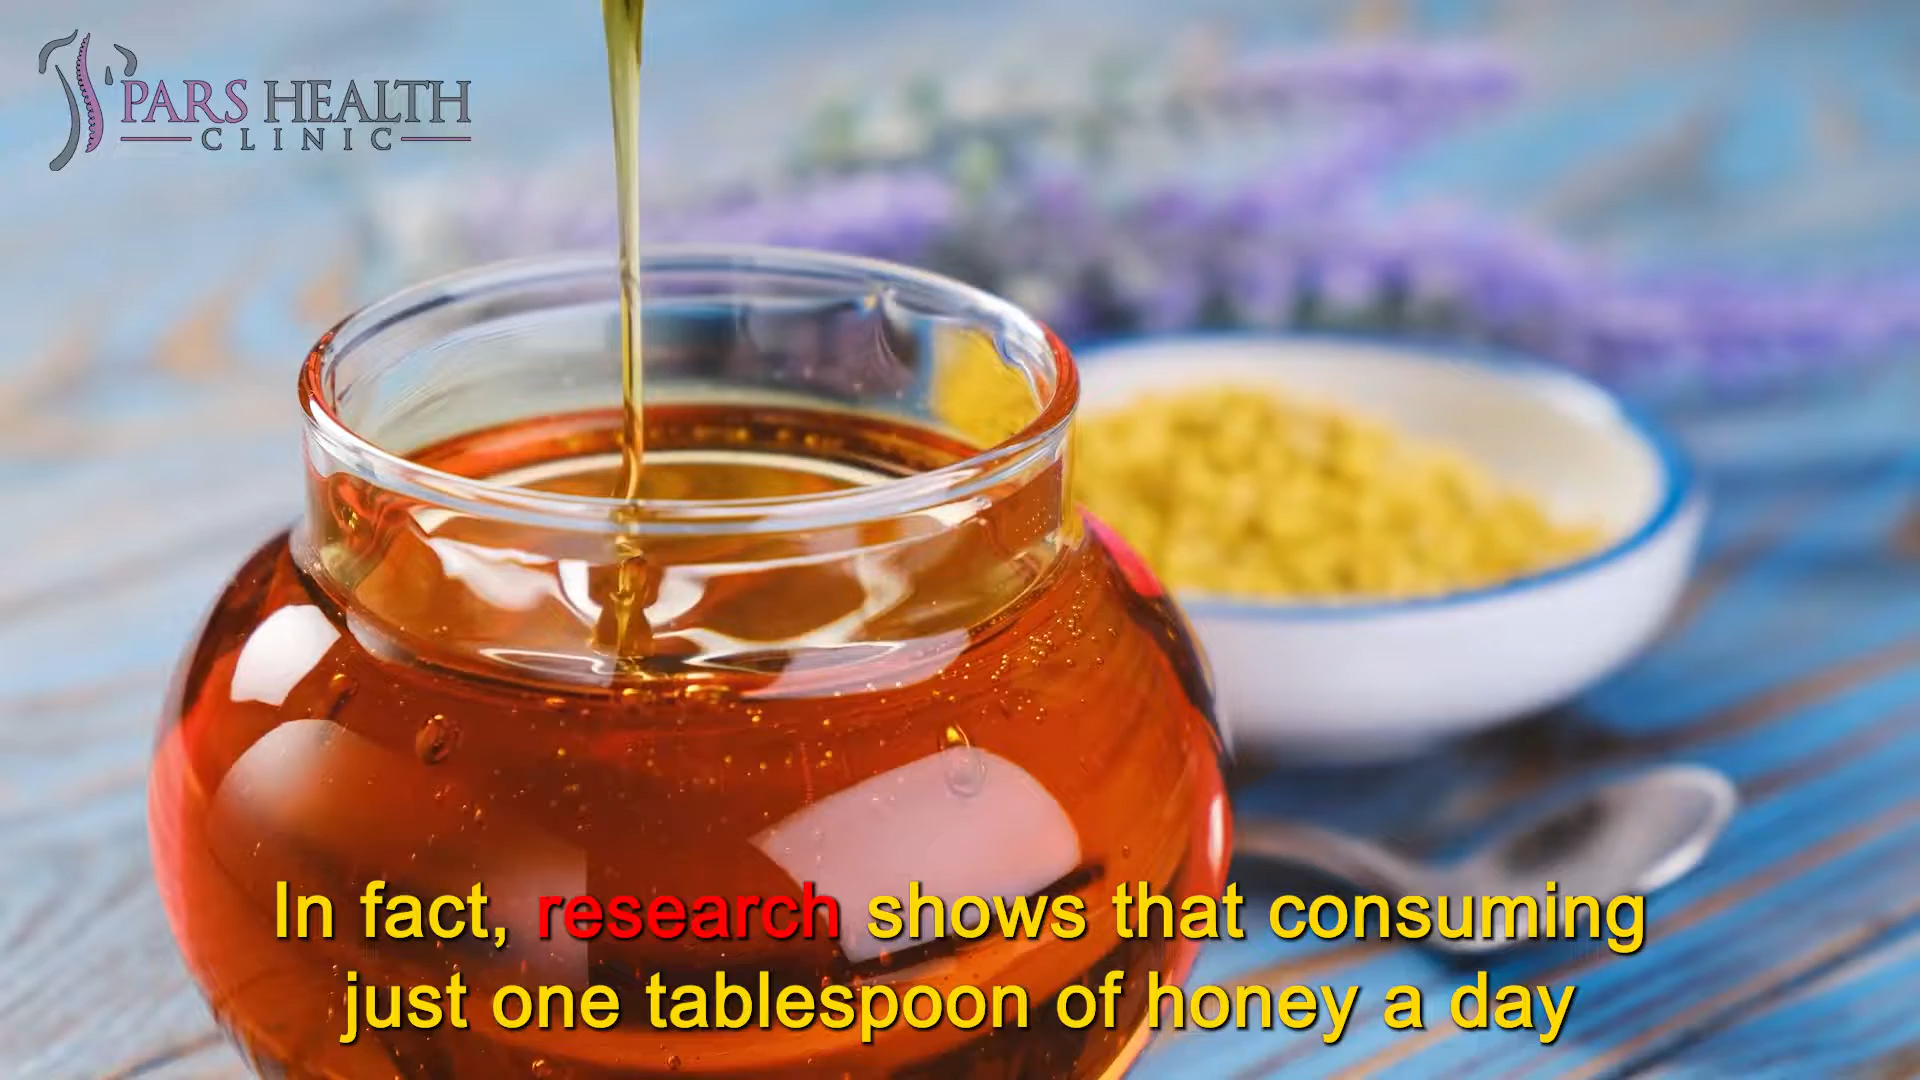 PARS HEALTH
CLINIC
In fact, research shows that consuming
just one tablespoon of honey a day